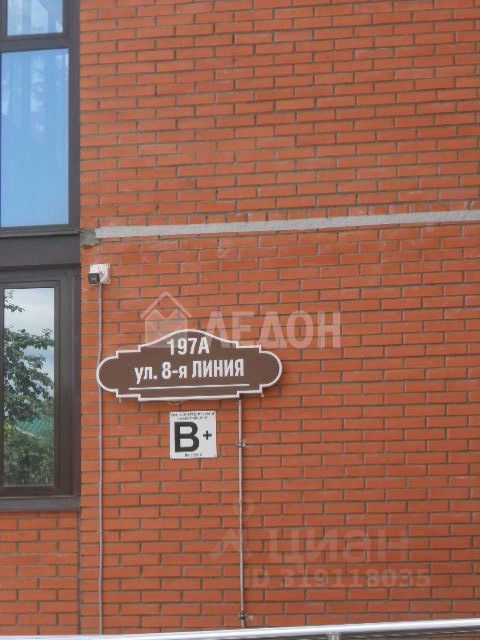 ЛЕДОН
197А
ул. 8-я ЛИНИЯ
B+
ЦИАН
ID 319118035